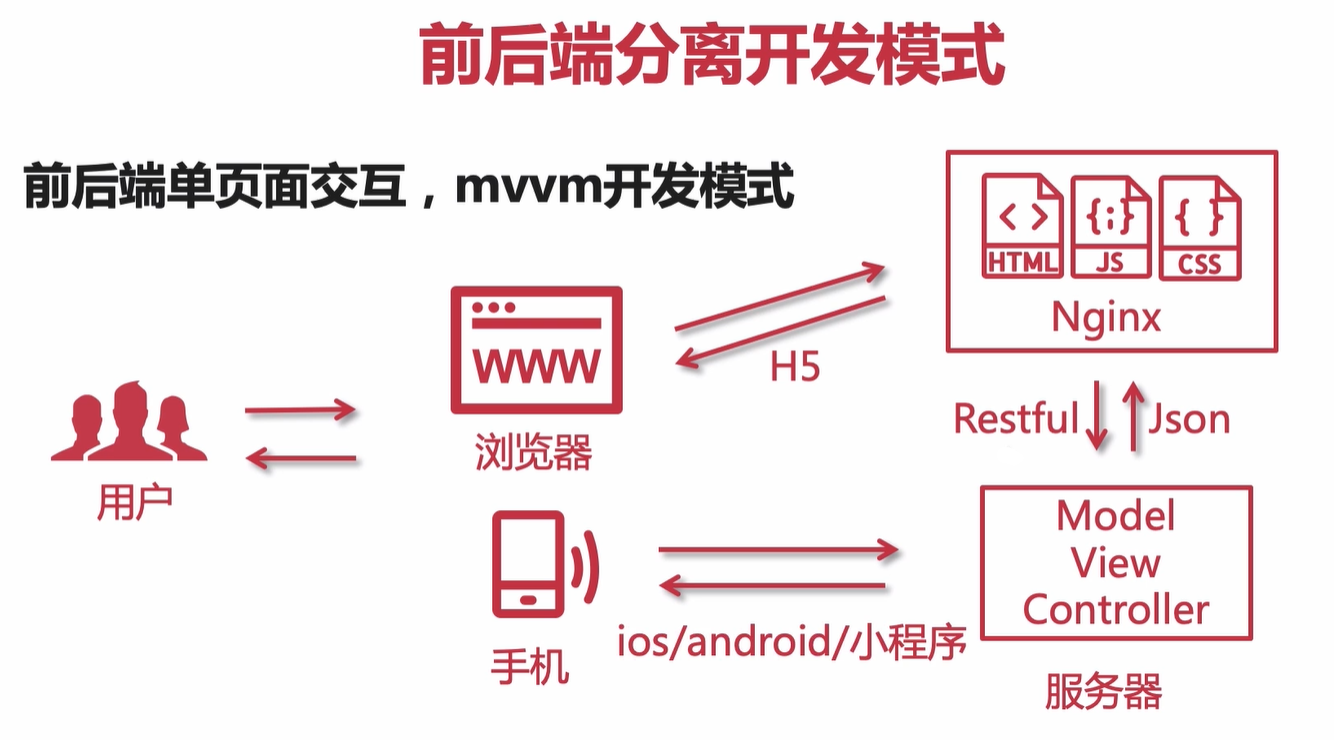 前后端分离开发模式
前后端单页面交互，mvvm开发模式
HTML
JS
CSS
Nginx
WWW
H5
浏览器
用户
Restful
Json
Model
View
Controller
手机
ios/android/小程序
服务器